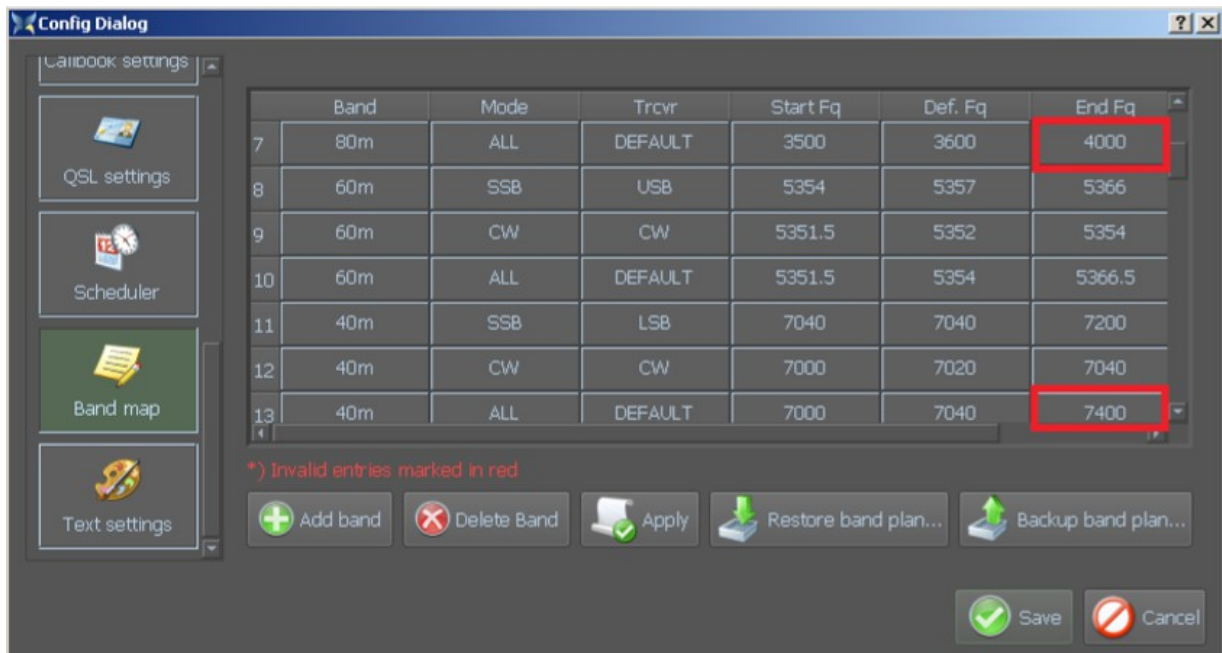 Config Dialog
Callbook settings
QSL settings
Scheduler
Band map
Text settings
Band Mode Trcvr Start Fq Def. Fq End Fq
7 80m ALL DEFAULT 3500 3600 4000
8 60m SSB USB 5354 5357 5366
9 60m CW CW 5351.5 5352 5354
10 60m ALL DEFAULT 5351.5 5354 5366.5
11 40m SSB LSB 7040 7040 7200
12 40m CW CW 7000 7020 7040
13 40m ALL DEFAULT 7000 7040 7400
*) Invalid entries marked in red
Add band Delete Band Apply Restore band plan... Backup band plan...
Save Cancel